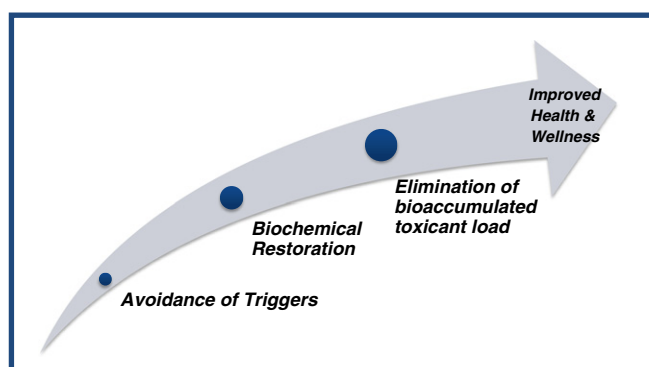 Improved
Health &
Wellness
Elimination of
bioaccumulated
toxicant load
Biochemical
Restoration
Avoidance of Triggers